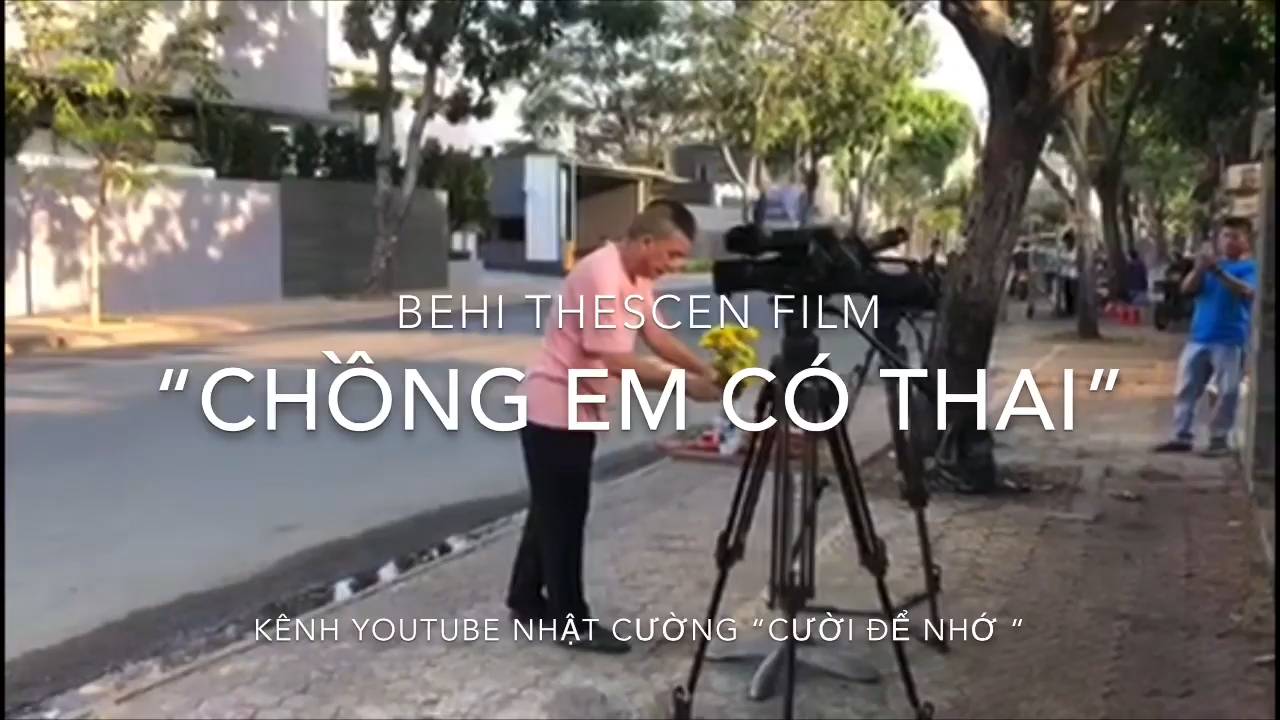 BEHI THESCEN FILM
“CHỒNG EM CÓ THAI”
KÊNH YOUTUBE NHẬT CƯỜNG “CƯỜI ĐỂ NHỚ “